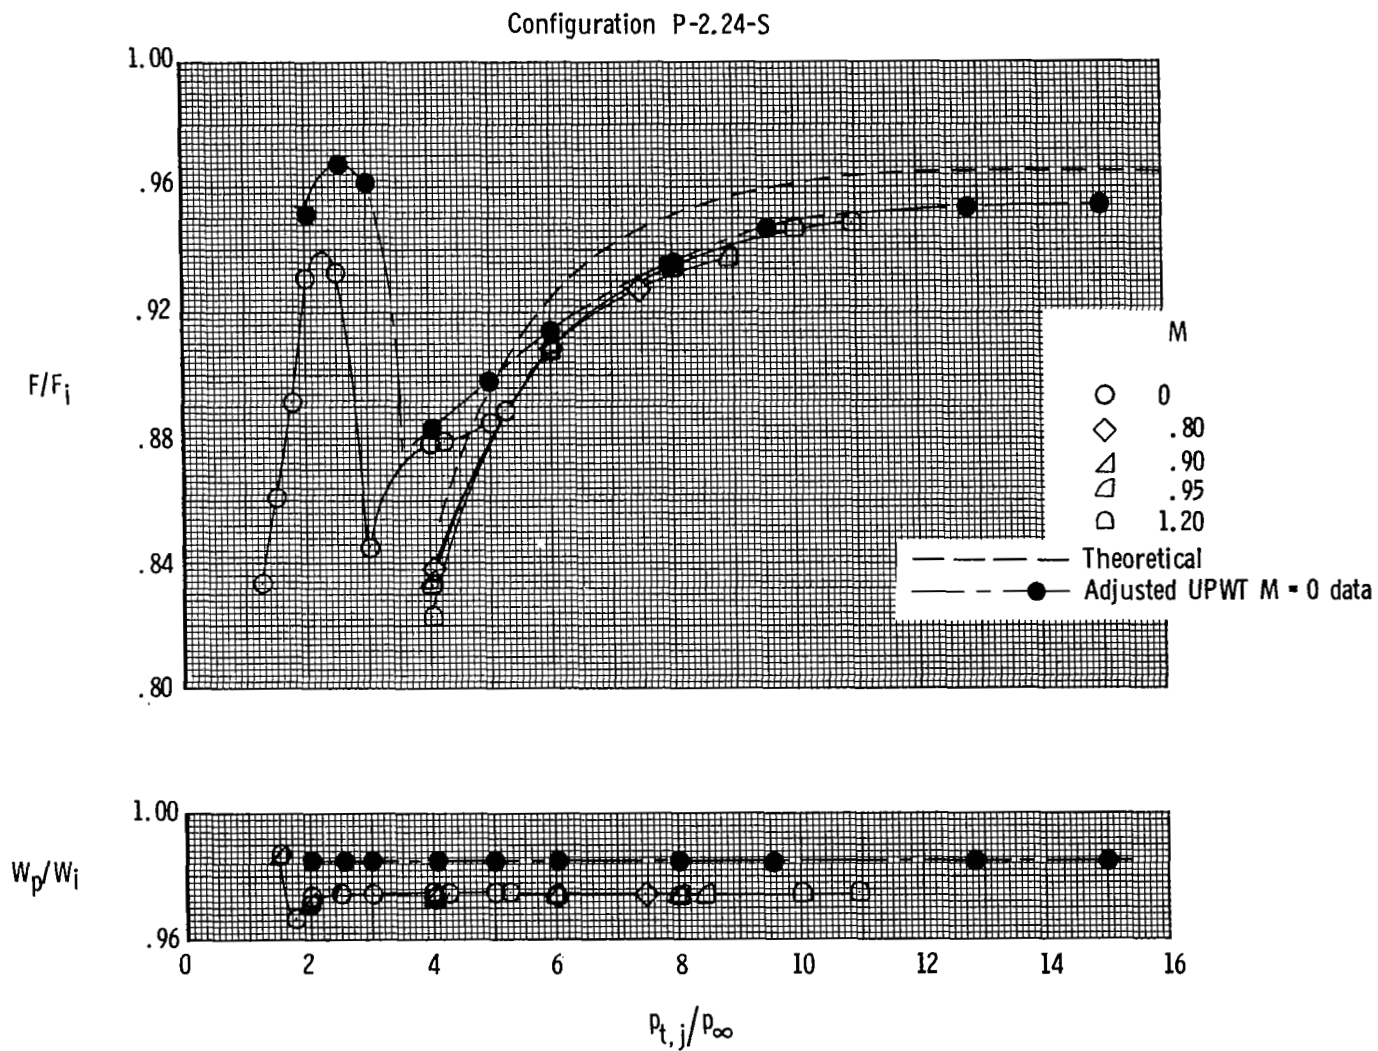 Configuration P-2.24-S
1.00
.96
.92
.88
.84
.80
F/Fi
M
0
.80
.90
.95
1.20
Theoretical
Adjusted UPWT M = 0 data
1.00
.96
Wp/Wi
0 2 4 6 8 10 12 14 16
pt,j/p∞